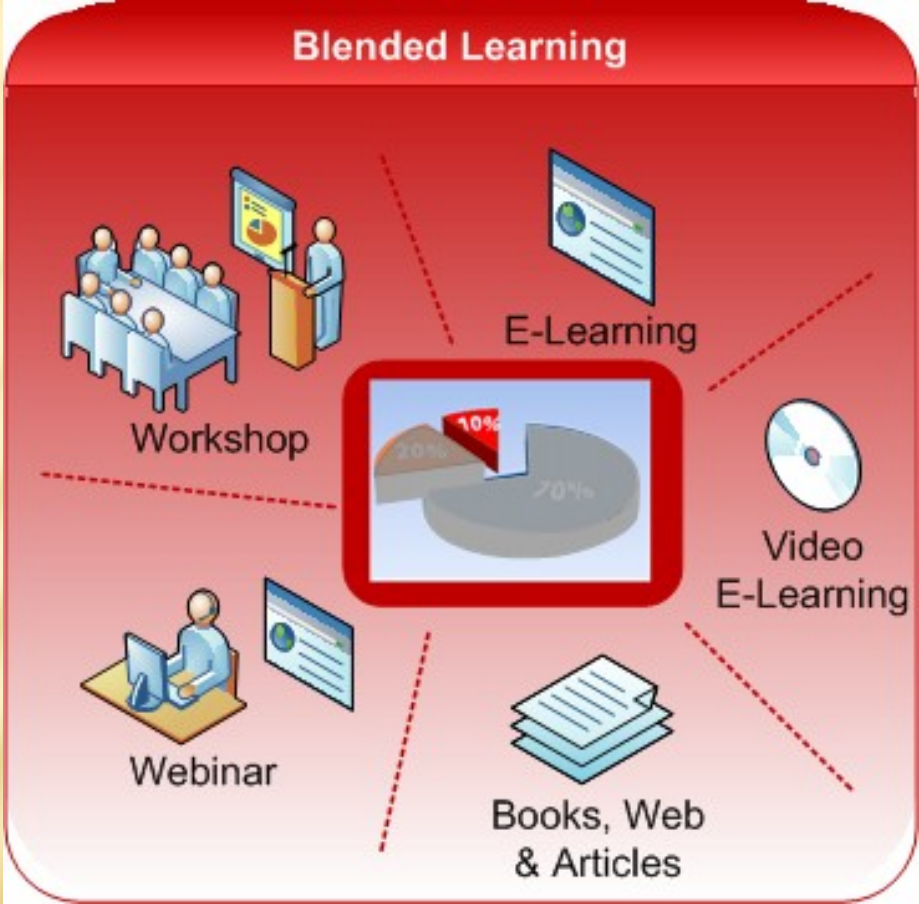 Blended Learning
E-Learning
Workshop
10%
20%
70%
Video
E-Learning
Webinar
Books, Web
& Articles